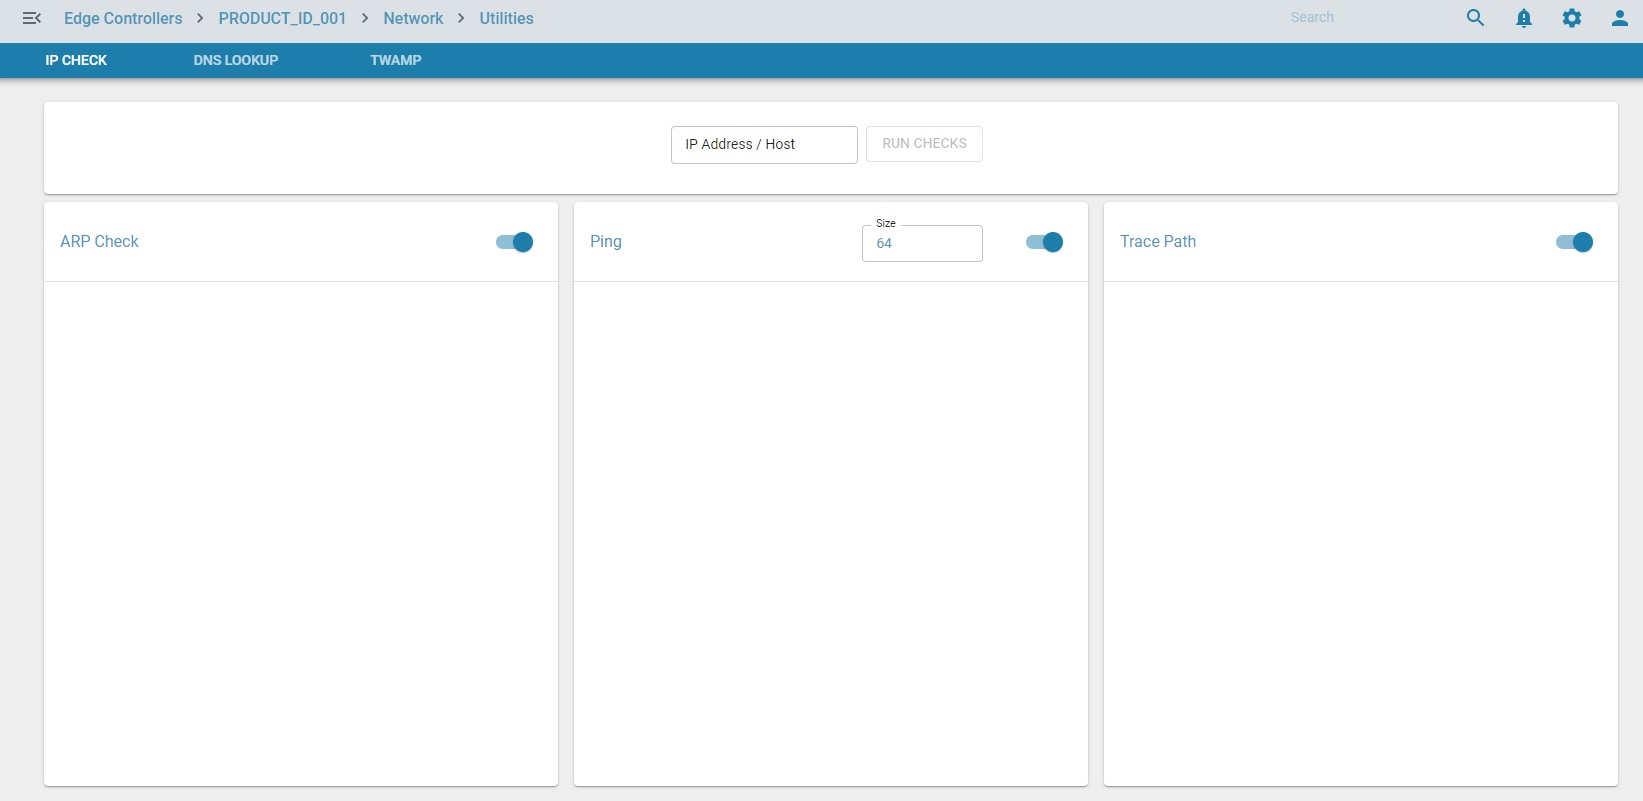 Edge Controllers > PRODUCT_ID_001 > Network > Utilities
Search
IP CHECK
DNS LOOKUP
TWAMP
IP Address / Host
RUN CHECKS
ARP Check
Ping
Size
64
Trace Path